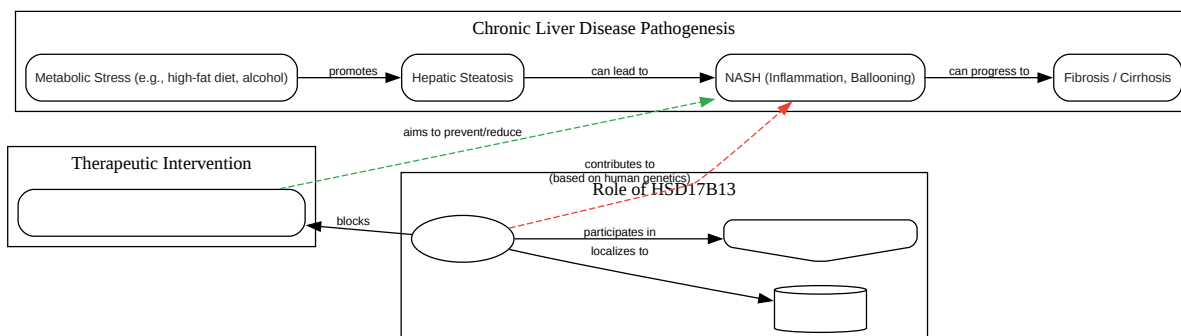 Chronic Liver Disease Pathogenesis
Metabolic Stress (e.g., high-fat diet, alcohol)
promotes
Hepatic Steatosis
can lead to
NASH (Inflammation, Ballooning)
can progress to
Fibrosis / Cirrhosis
aims to prevent/reduce
Therapeutic Intervention
contributes to
(based on human genetics)
Role of HSD17B13
blocks
participates in
localizes to